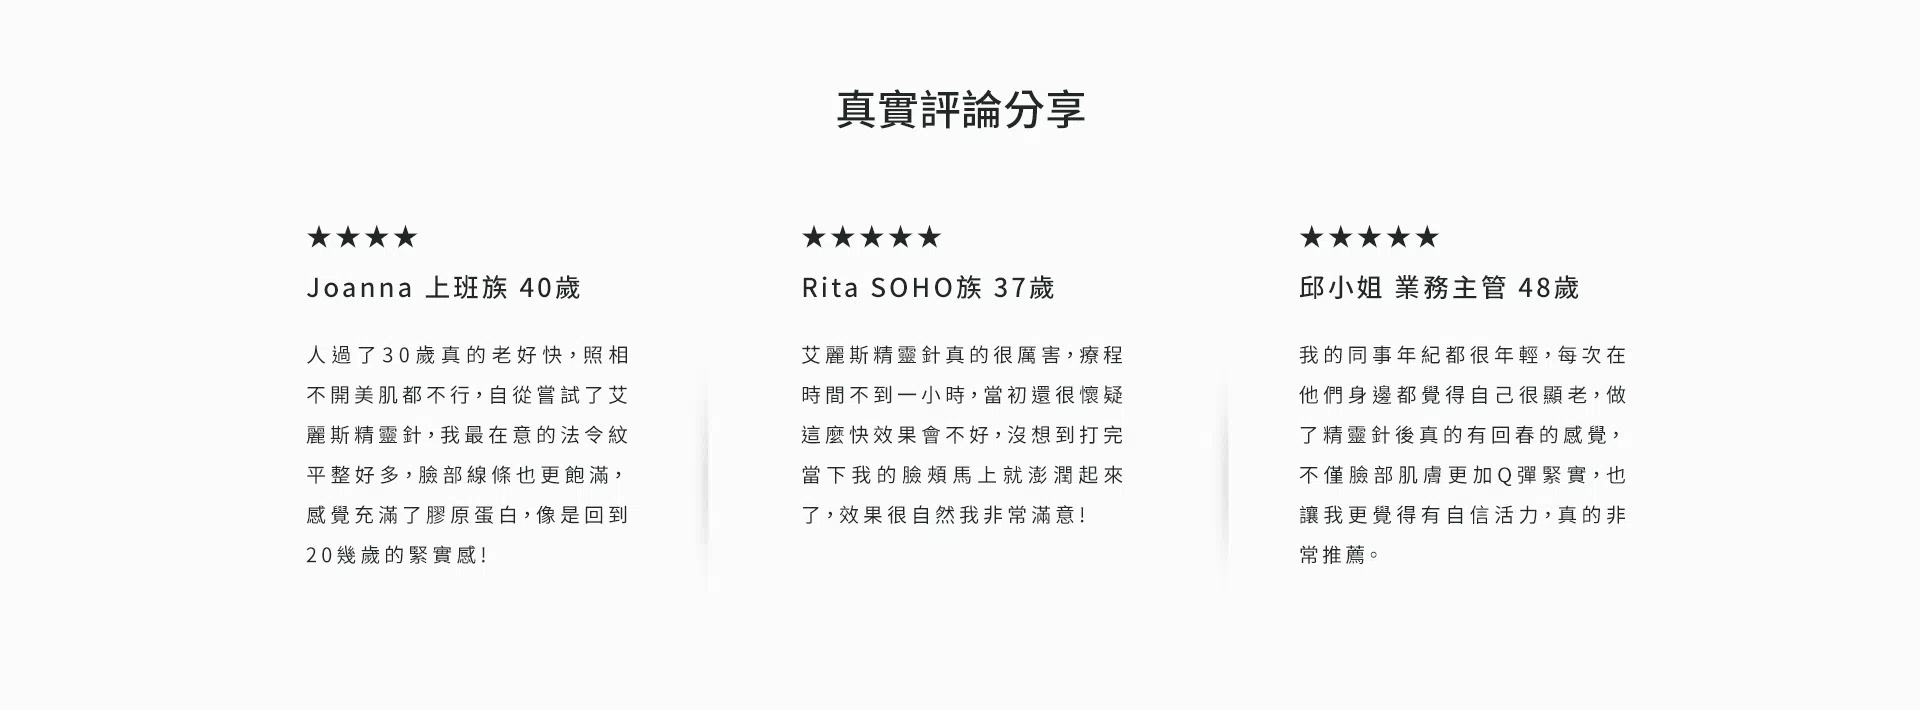 真實評論分享
★★★★
Joanna 上班族 40歲
人過了30歲真的老好快，照相
不開美肌都不行，自從嘗試了艾
麗斯精靈針，我最在意的法令紋
平整好多，臉部線條也更飽滿，
感覺充滿了膠原蛋白，像是回到
20幾歲的緊實感！
★★★★★
Rita SOHO族 37歲
艾麗斯精靈針真的很厲害，療程
時間不到一小時，當初還很懷疑
這麼快效果會不好，沒想到打完
當下我的臉頰馬上就澎潤起來
了，效果很自然我非常滿意！
★★★★★
邱小姐 業務主管 48歲
我的同事年紀都很年輕，每次在
他們身邊都覺得自己很顯老，做
了精靈針後真的有回春的感覺，
不僅臉部肌膚更加Q彈緊實，也
讓我更覺得有自信活力，真的非
常推薦。